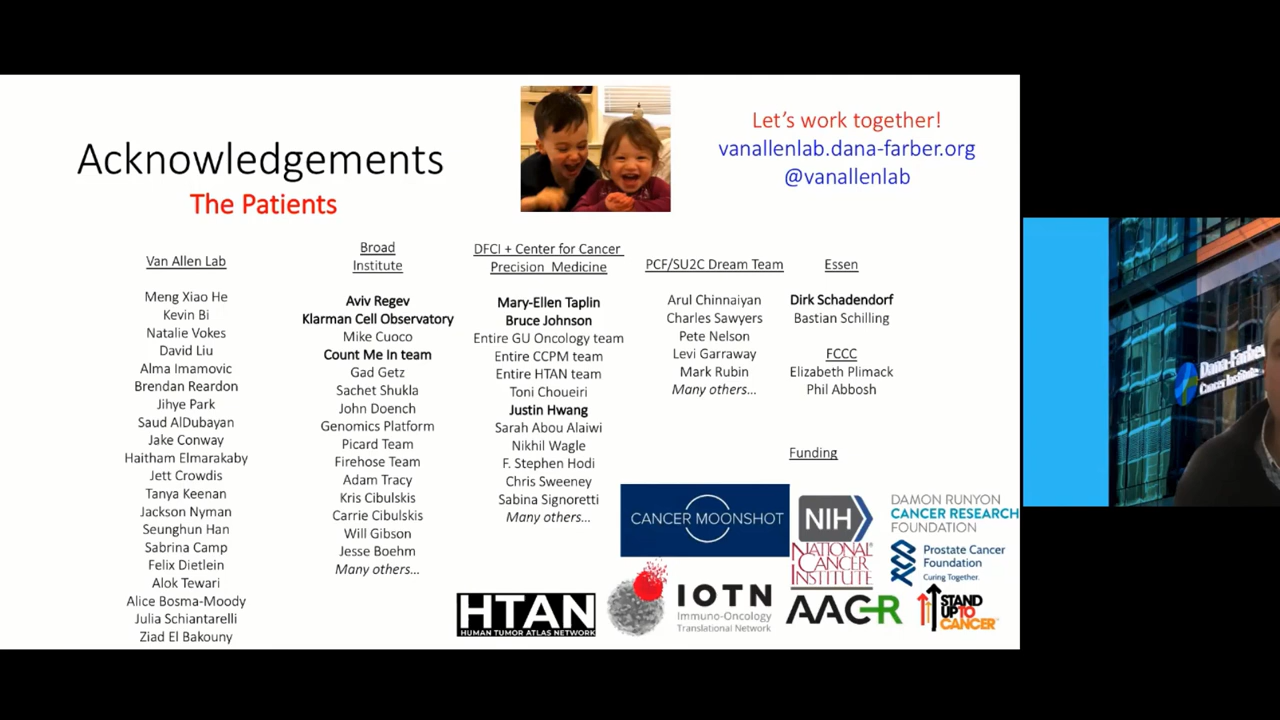 Acknowledgements
The Patients
Let's work together!
vanallenlab.dana-farber.org
@vanallenlab
Van Allen Lab
Meng Xiao He
Kevin Bi
Natalie Vokes
David Liu
Alma Imamovic
Brendan Reardon
Jihye Park
Saud AlDubayan
Jake Conway
Haitham Elmarakaby
Jett Crowdis
Tanya Keenan
Jackson Nyman
Seunghun Han
Sabrina Camp
Felix Dietlein
Alok Tewari
Alice Bosma-Moody
Julia Schiantarelli
Ziad El Bakouny
Broad
Institute
Aviv Regev
Klarman Cell Observatory
Mike Cuoco
Count Me In team
Gad Getz
Sachet Shukla
John Doench
Genomics Platform
Picard Team
Firehose Team
Adam Tracy
Kris Cibulskis
Carrie Cibulskis
Will Gibson
Jesse Boehm
Many others...
DFCI + Center for Cancer
Precision Medicine
Mary-Ellen Taplin
Bruce Johnson
Entire GU Oncology team
Entire CCPM team
Entire HTAN team
Toni Choueiri
Justin Hwang
Sarah Abou Alaiwi
Nikhil Wagle
F. Stephen Hodi
Chris Sweeney
Sabina Signoretti
Many others...
PCF/SU2C Dream Team
Arul Chinnaiyan
Charles Sawyers
Pete Nelson
Levi Garraway
Mark Rubin
Many others...
Essen
Dirk Schadendorf
Bastian Schilling
FCCC
Elizabeth Plimack
Phil Abbosh
Funding
CANCER MOONSHOT
NIH
NATIONAL
CANCER
INSTITUTE
DAMON RUNYON
CANCER RESEARCH
FOUNDATION
Prostate Cancer
Foundation
Curing Together.
HTAN
HUMAN TUMOR ATLAS NETWORK
IOTN
Immuno-Oncology
Translational Network
AACR
STAND
UP TO
CANCER
Dana-Farber
Cancer Institute